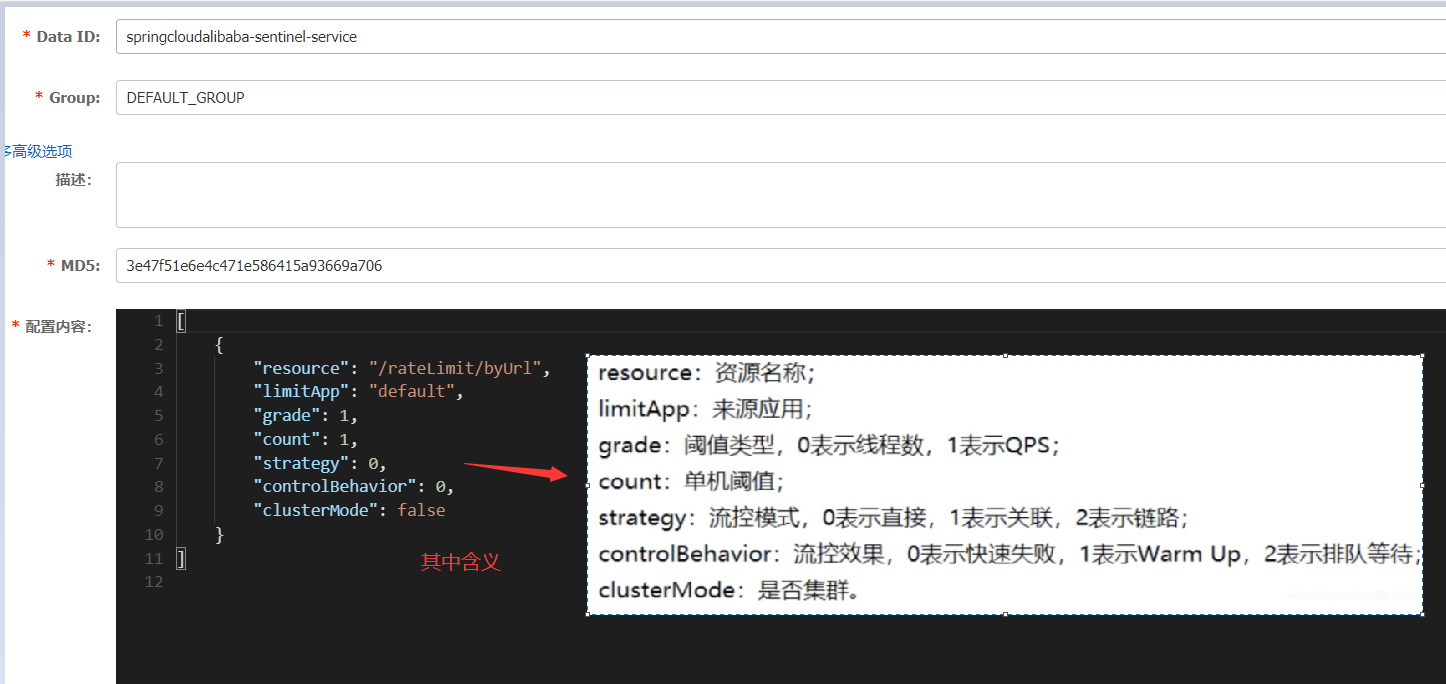 * Data ID: springcloudalibaba-sentinel-service
* Group: DEFAULT_GROUP
多高级选项
描述:
* MD5: 3e47f51e6e4c471e586415a93669a706
* 配置内容:
1 [
2 {
3 "resource": "/rateLimit/byUrl",
4 "limitApp": "default",
5 "grade": 1,
6 "count": 1,
7 "strategy": 0,
8 "controlBehavior": 0,
9 "clusterMode": false
10 }
11 ]
12
其中含义
resource：资源名称；
limitApp：来源应用；
grade：阈值类型，0表示线程数，1表示QPS；
count：单机阈值；
strategy：流控模式，0表示直接，1表示关联，2表示链路；
controlBehavior：流控效果，0表示快速失败，1表示Warm Up，2表示排队等待；
clusterMode：是否集群。